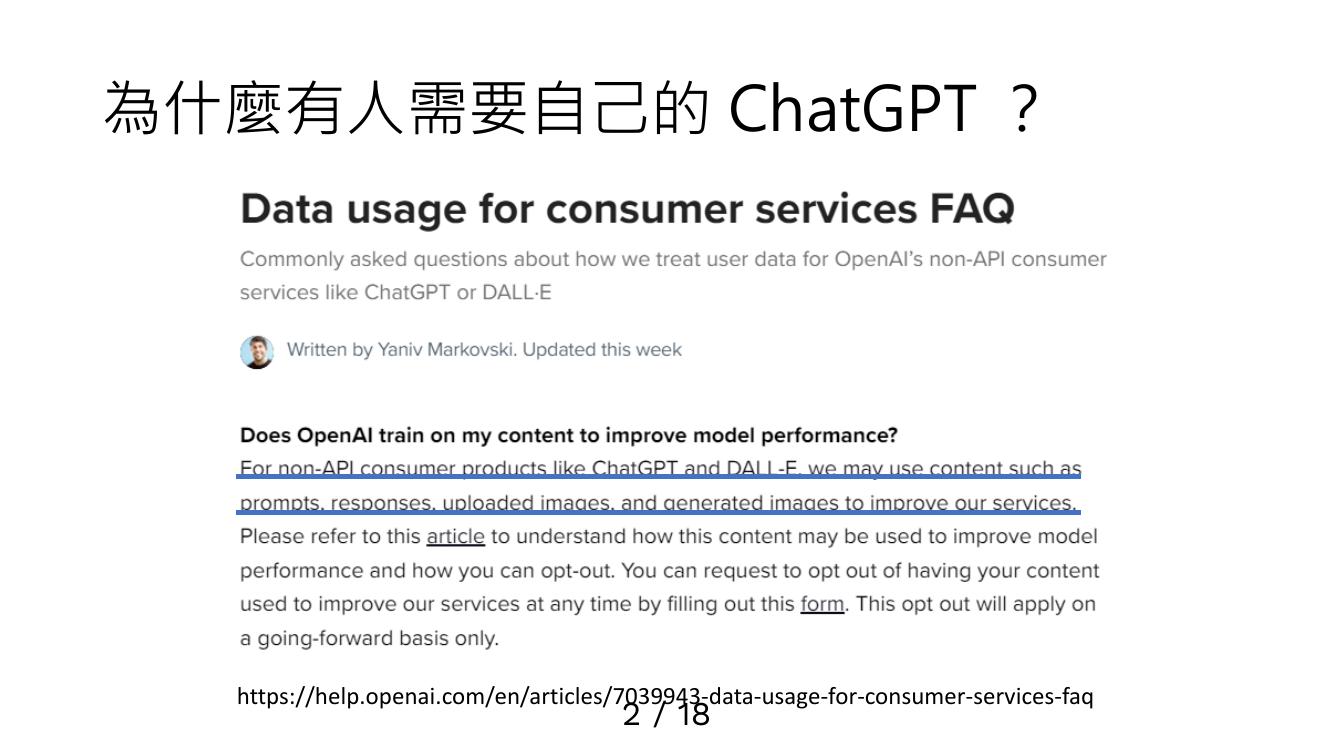 為什麼有人需要自己的 ChatGPT ？
Data usage for consumer services FAQ
Commonly asked questions about how we treat user data for OpenAI’s non-API consumer
services like ChatGPT or DALL·E
Written by Yaniv Markovski. Updated this week
Does OpenAI train on my content to improve model performance?
For non-API consumer products like ChatGPT and DALL-E, we may use content such as
prompts, responses, uploaded images, and generated images to improve our services.
Please refer to this article to understand how this content may be used to improve model
performance and how you can opt-out. You can request to opt out of having your content
used to improve our services at any time by filling out this form. This opt out will apply on
a going-forward basis only.
https://help.openai.com/en/articles/7039943-data-usage-for-consumer-services-faq
2 / 18